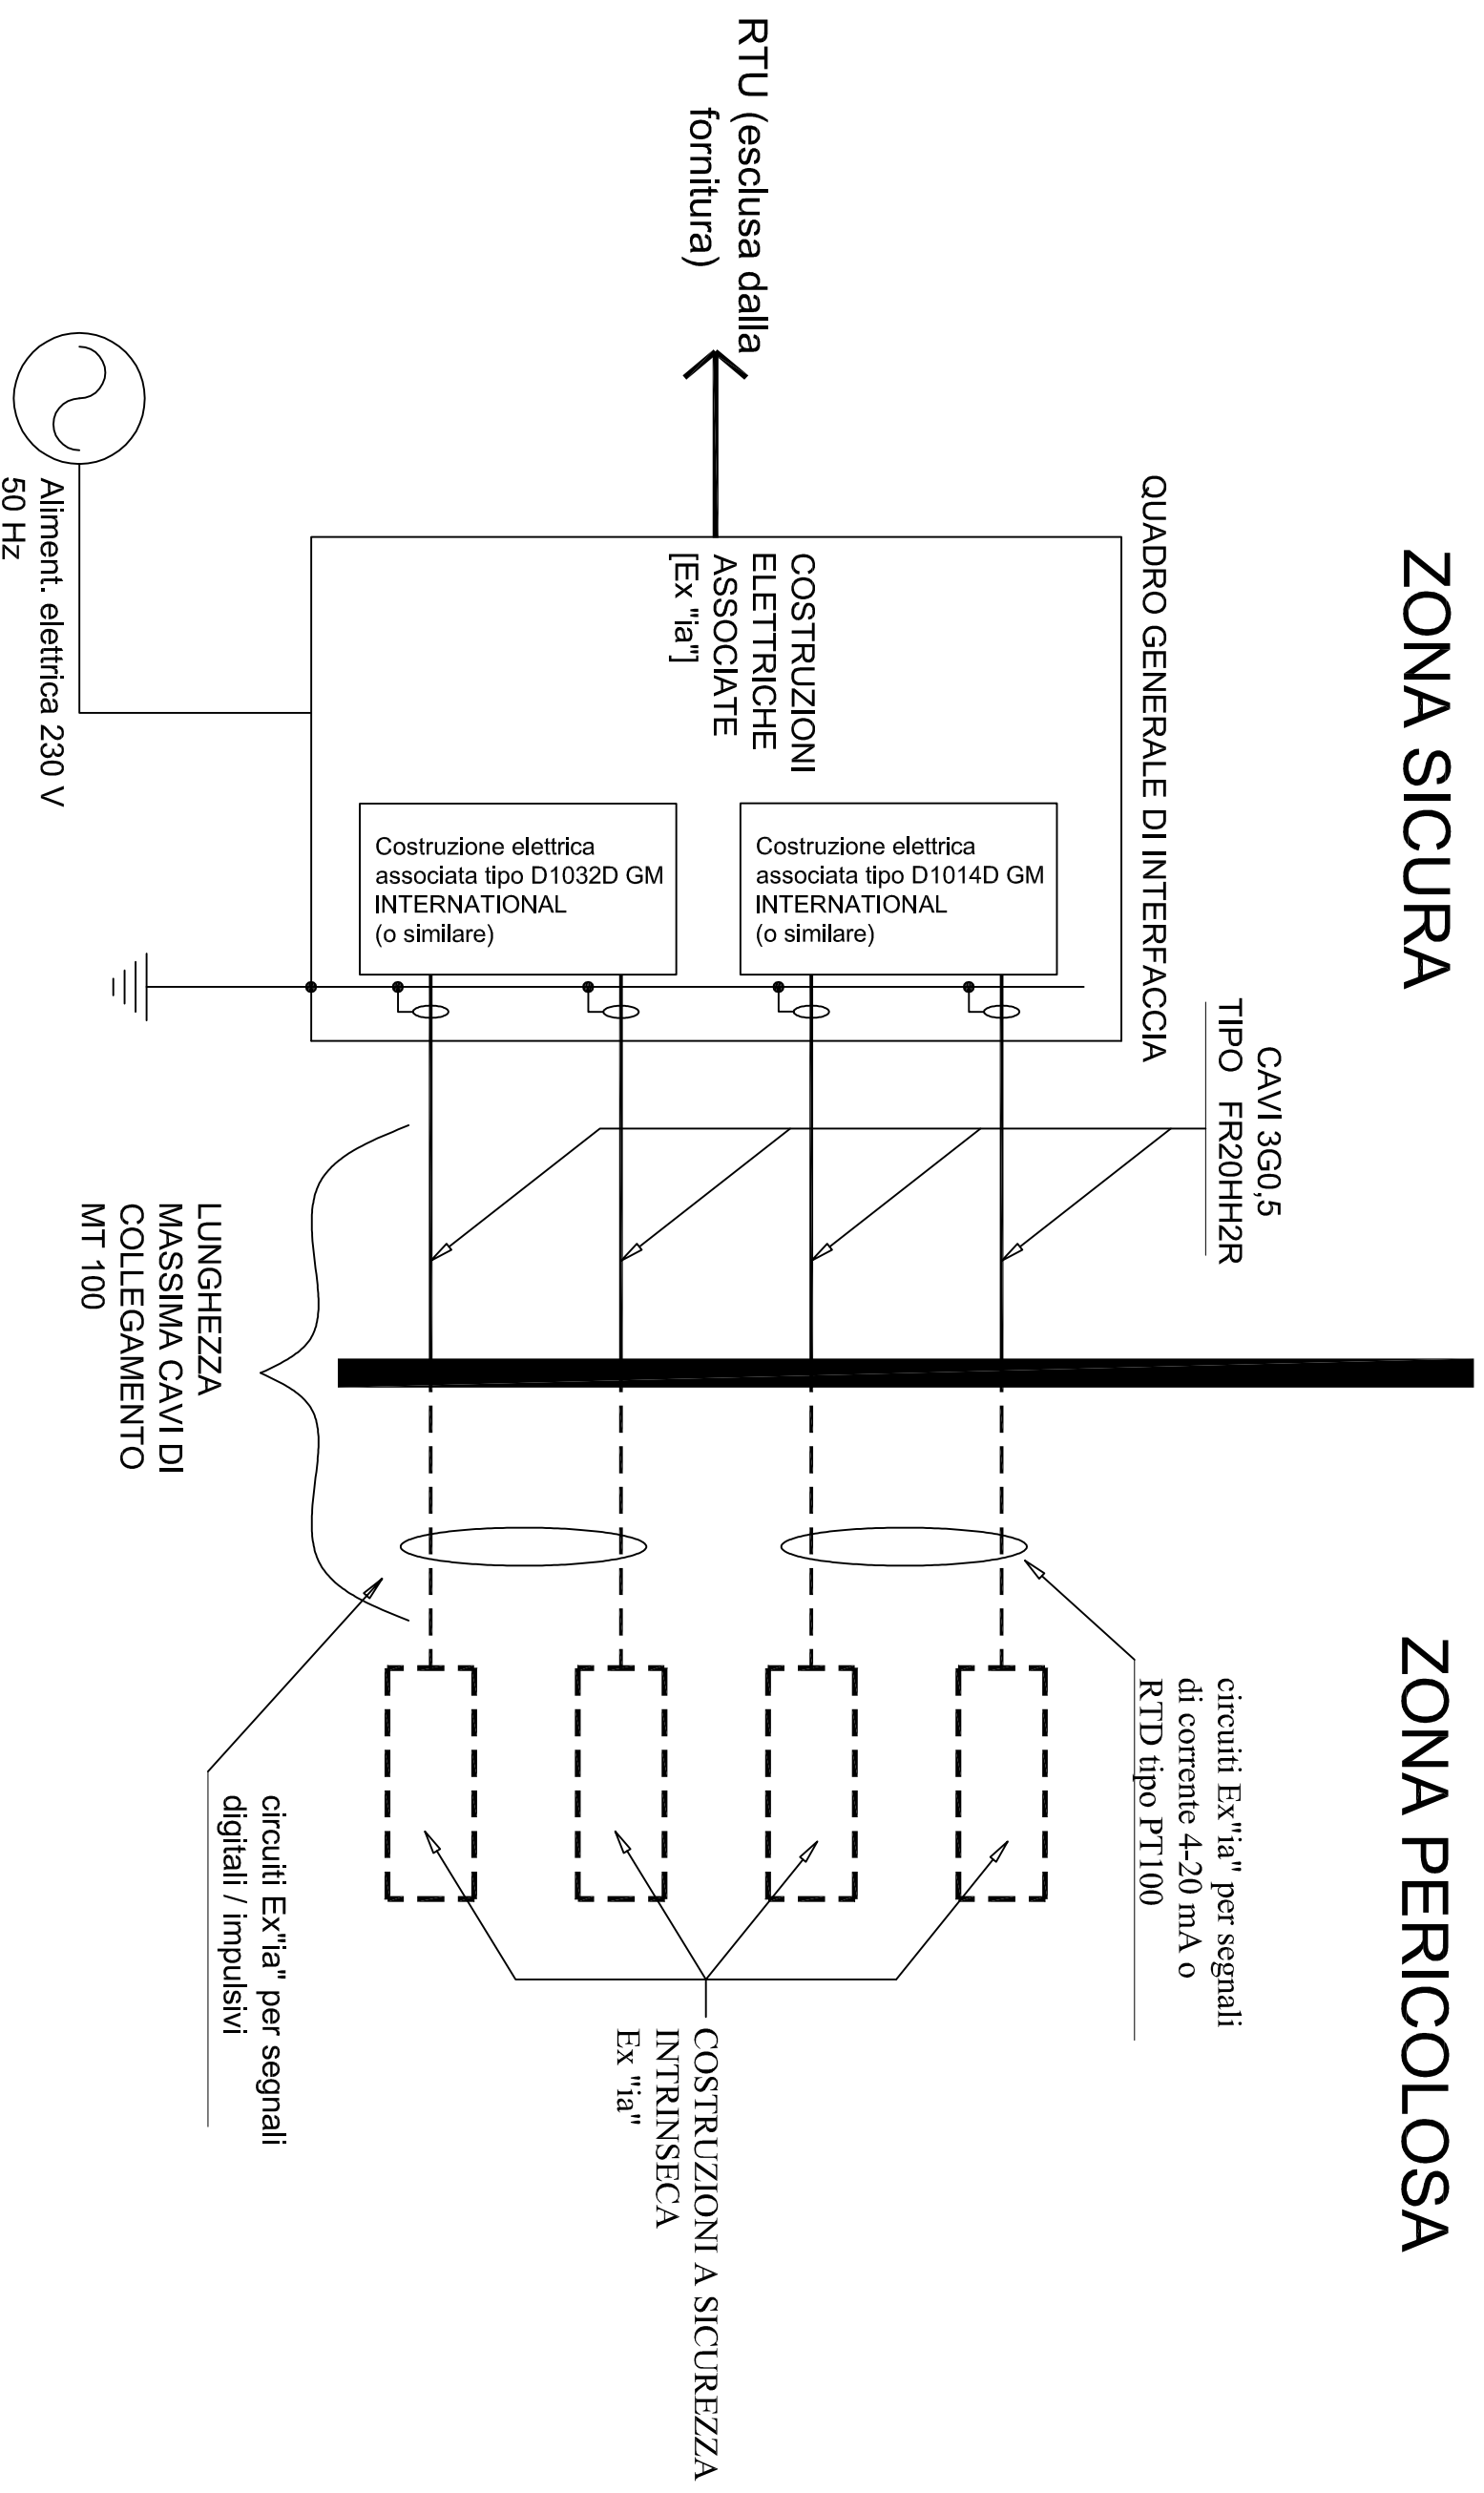 ZONA SICURA
ZONA PERICOLOSA
CAVI 3G0,5
TIPO FR20HH2R
circuiti Ex"ia" per segnali
di corrente 4-20 mA o
RTD tipo PT100
QUADRO GENERALE DI INTERFACCIA
RTU (esclusa dalla
fornitura)
COSTRUZIONI
ELETTRICHE
ASSOCIATE
[Ex "ia"]
Costruzione elettrica
associata tipo D1014D GM
INTERNATIONAL
(o similare)
Costruzione elettrica
associata tipo D1032D GM
INTERNATIONAL
(o similare)
COSTRUZIONI A SICUREZZA
INTRINSECA
Ex "ia"
circuiti Ex"ia" per segnali
digitali / impulsivi
LUNGHEZZA
MASSIMA CAVI DI
COLLEGAMENTO
MT 100
Aliment. elettrica 230 V
50 Hz